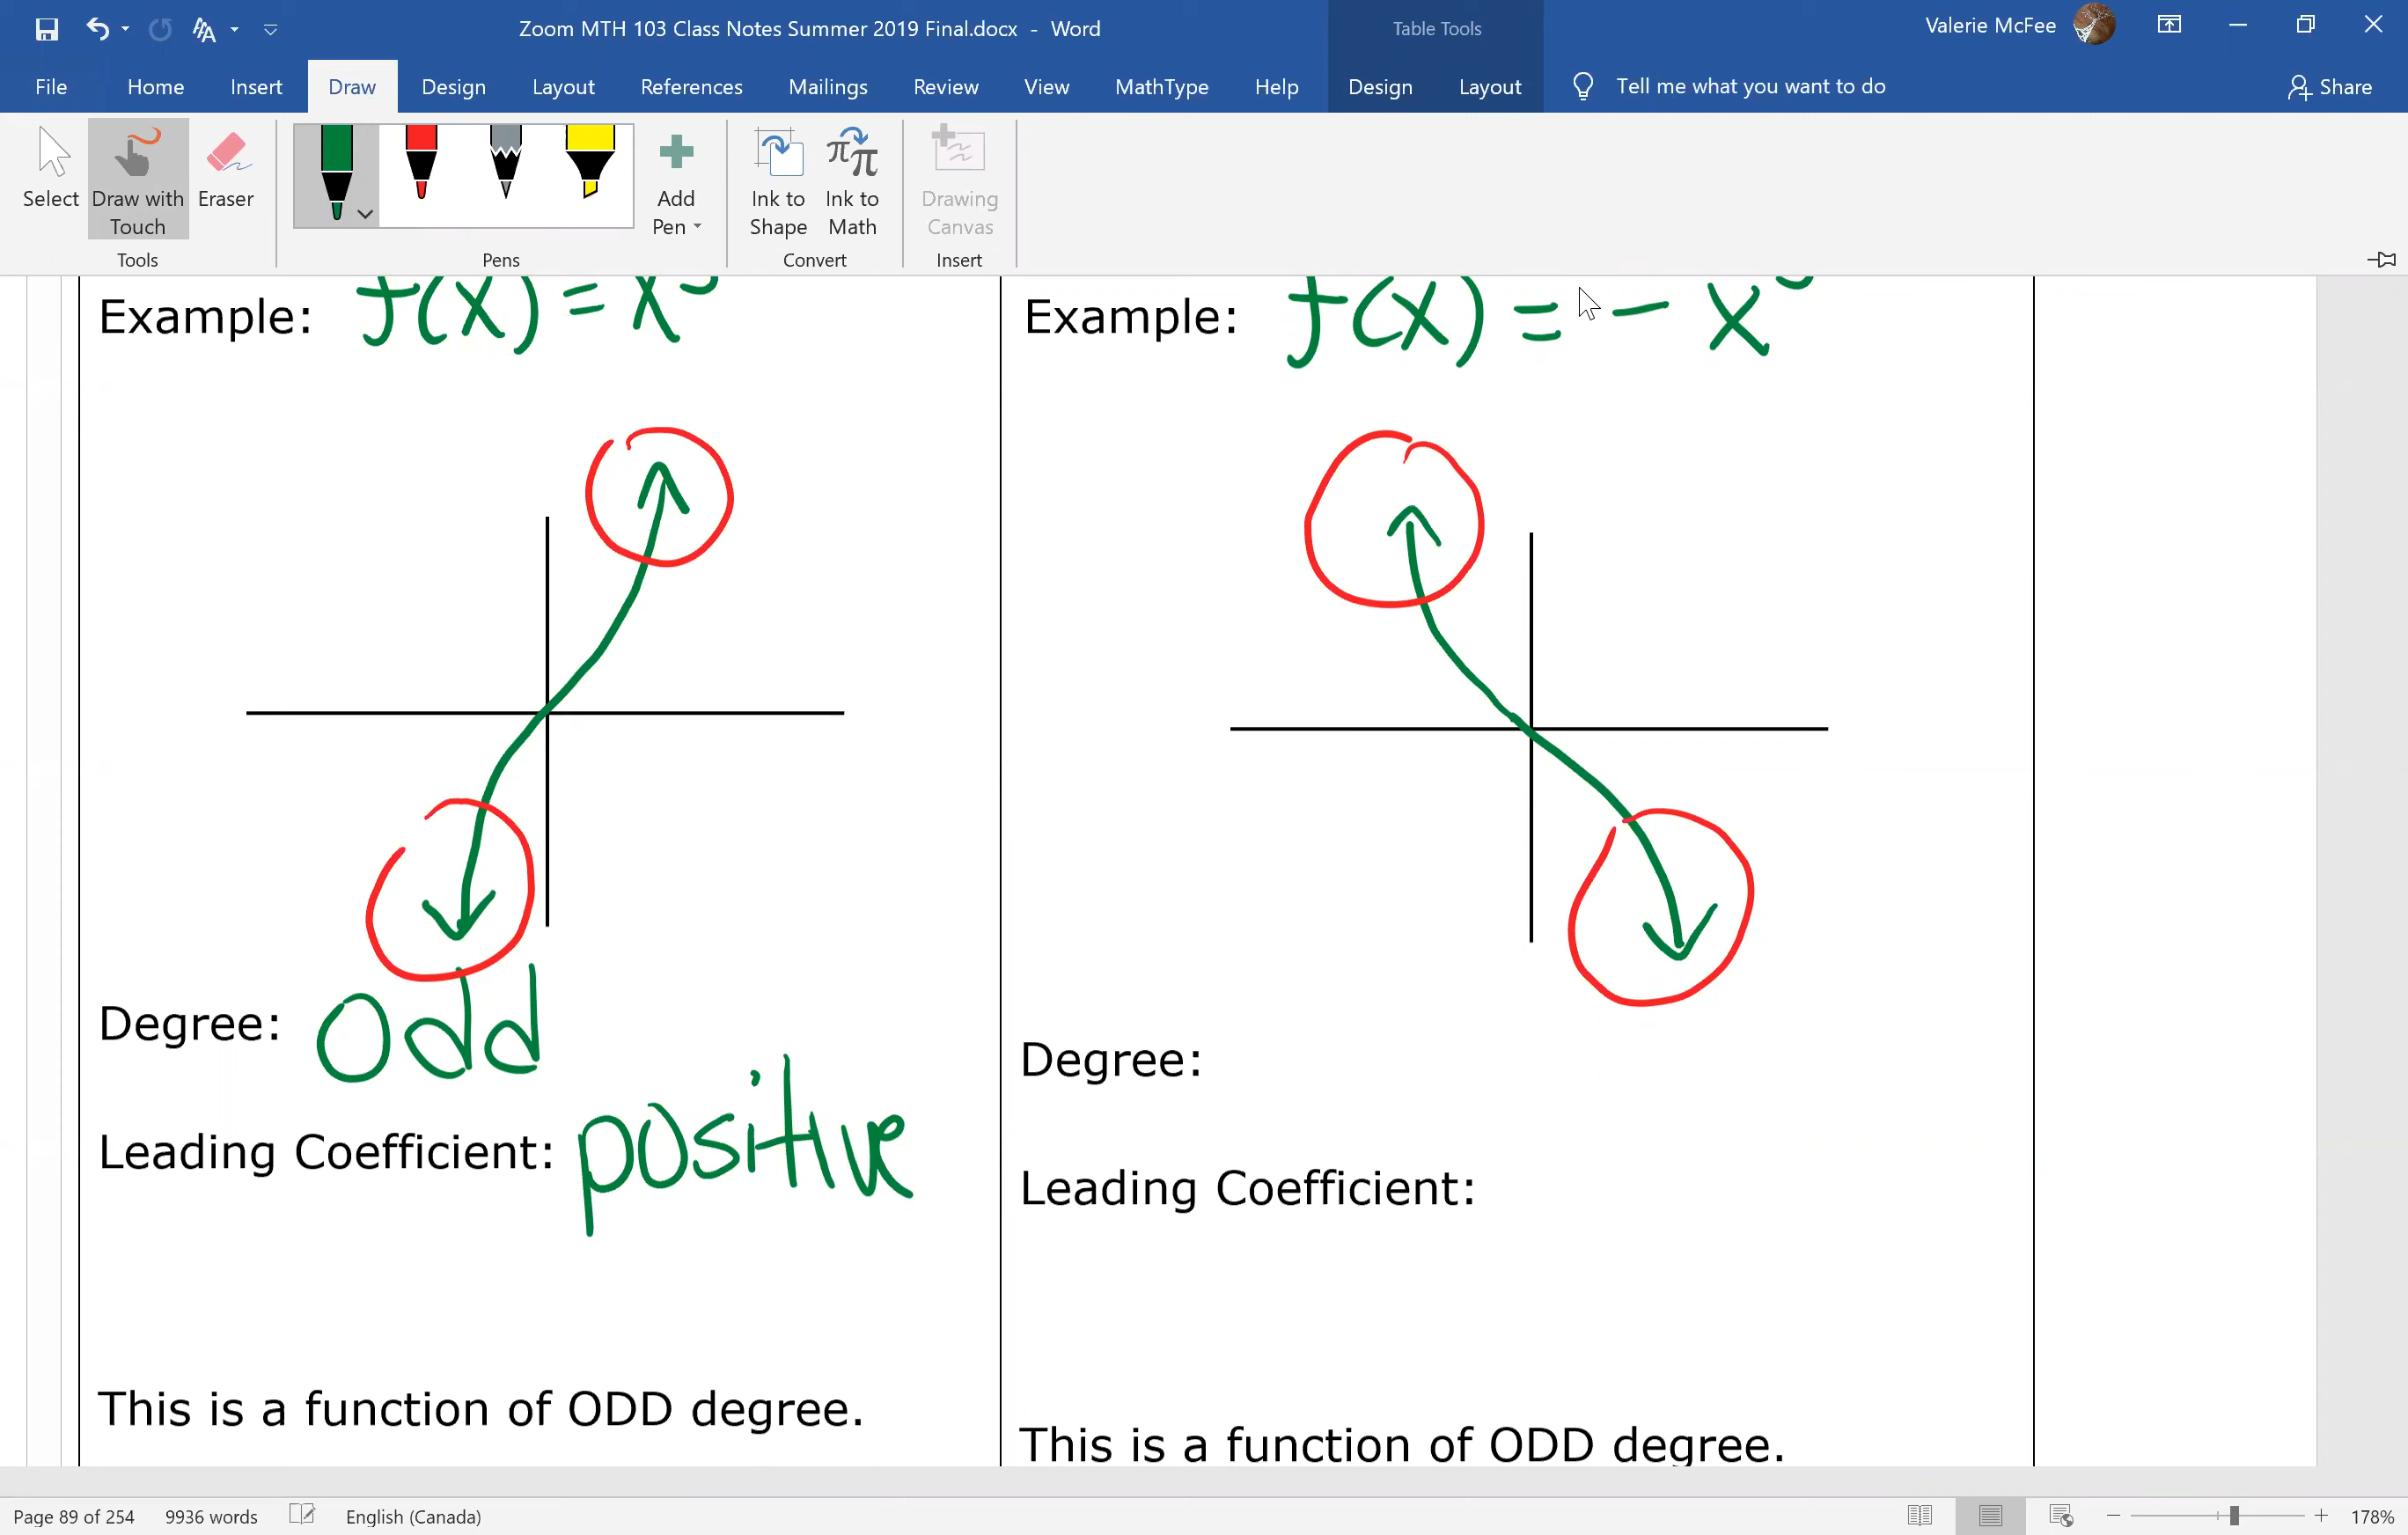 Zoom MTH 103 Class Notes Summer 2019 Final.docx - Word
Table Tools
Valerie McFee
File Home Insert Draw Design Layout References Mailings Review View MathType Help Design Layout Tell me what you want to do Share
Select Draw with Touch Eraser
Add Pen
Ink to Shape
Ink to Math
Drawing Canvas
Tools Pens Convert Insert
Example: f(x) = x
Example: f(x) = - x
Degree: Odd
Leading Coefficient: positive
This is a function of ODD degree.
Degree:
Leading Coefficient:
This is a function of ODD degree.
Page 89 of 254 9936 words English (Canada) 178%